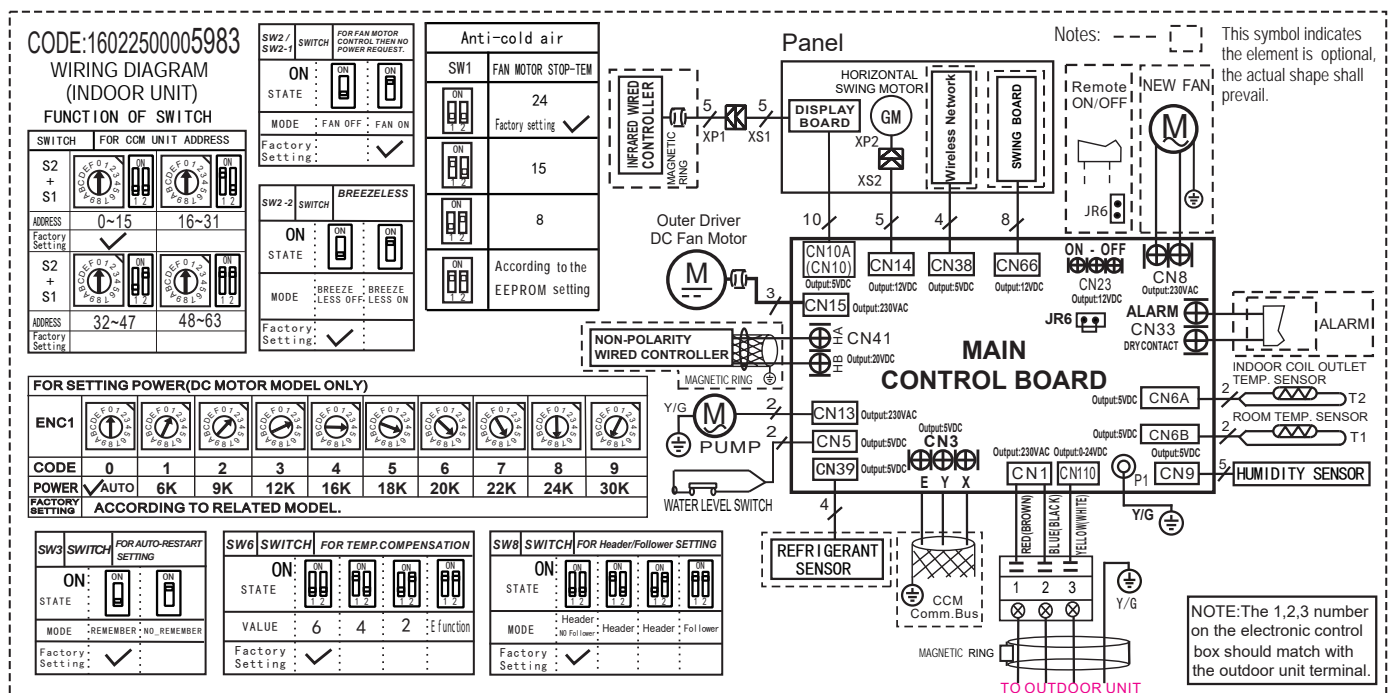 CODE:16022500005983
WIRING DIAGRAM
(INDOOR UNIT)
FUNCTION OF SWITCH
SWITCH FOR CCM UNIT ADDRESS
S2
+
S1
ADDRESS 0~15 16~31
Factory
Setting
S2
+
S1
ADDRESS 32~47 48~63
Factory
Setting
SW2 /
SW2-1
SWITCH
FOR FAN MOTOR
CONTROL THEN NO
POWER REQUEST.
ON
STATE
ON ON
MODE FAN OFF FAN ON
Factory
Setting
SW2-2 SWITCH BREEZELESS
ON
STATE
ON ON
MODE
BREEZE
LESS OFF
BREEZE
LESS ON
Factory
Setting
Anti-cold air
SW1 FAN MOTOR STOP-TEM
24
Factory setting
15
8
According to the
EEPROM setting
FOR SETTING POWER(DC MOTOR MODEL ONLY)
ENC1
CODE 0 1 2 3 4 5 6 7 8 9
POWER AUTO 6K 9K 12K 16K 18K 20K 22K 24K 30K
FACTORY
SETTING
ACCORDING TO RELATED MODEL.
SW3 SWITCH FOR AUTO-RESTART
SETTING
ON
STATE
ON ON
MODE REMEMBER NO_REMEMBER
Factory
Setting
SW6 SWITCH FOR TEMP.COMPENSATION
ON
STATE
VALUE 6 4 2 E function
Factory
Setting
SW8 SWITCH FOR Header/Follower SETTING
ON
STATE
MODE
Header
NO Follower
Header Header Follower
Factory
Setting
Panel
INFRARED WIRED
CONTROLLER
MAGNETIC
RING
5 XP1 5 XS1
DISPLAY
BOARD
HORIZONTAL
SWING MOTOR
GM
XP2
XS2
Wireless Network
SWING BOARD
10 5 4 8
Notes:
This symbol indicates
the element is optional,
the actual shape shall
prevail.
Remote
ON/OFF
JR6
NEW FAN
M
Outer Driver
DC Fan Motor
M
3
NON-POLARITY
WIRED CONTROLLER
MAGNETIC RING
Y/G M PUMP
2
2
WATER LEVEL SWITCH
4
REFRIGERANT
SENSOR
CN10A
(CN10)
Output:5VDC
CN14
Output:12VDC
CN38
Output:5VDC
CN66
Output:12VDC
ON - OFF
CN23
Output:12VDC
CN8
Output:230VAC
CN15 Output:230VAC
HA
HB
CN41
Output:20VDC
JR6
ALARM
CN33
DRY CONTACT
ALARM
MAIN
CONTROL BOARD
INDOOR COIL OUTLET
TEMP. SENSOR
Output:5VDC CN6A 2 T2
ROOM TEMP. SENSOR
Output:5VDC CN6B 2 T1
Output:5VDC
CN9 5 HUMIDITY SENSOR
CN13 Output:230VAC
CN5 Output:5VDC
CN39 Output:5VDC
Output:5VDC
CN3
E Y X
CCM
Comm.Bus
Output:230VAC
CN1
Output:0-24VDC
CN110
P1
Y/G
RED(BROWN)
BLUE(BLACK)
YELLOW(WHITE)
1 2 3
Y/G
MAGNETIC RING
TO OUTDOOR UNIT
NOTE:The 1,2,3 number
on the electronic control
box should match with
the outdoor unit terminal.